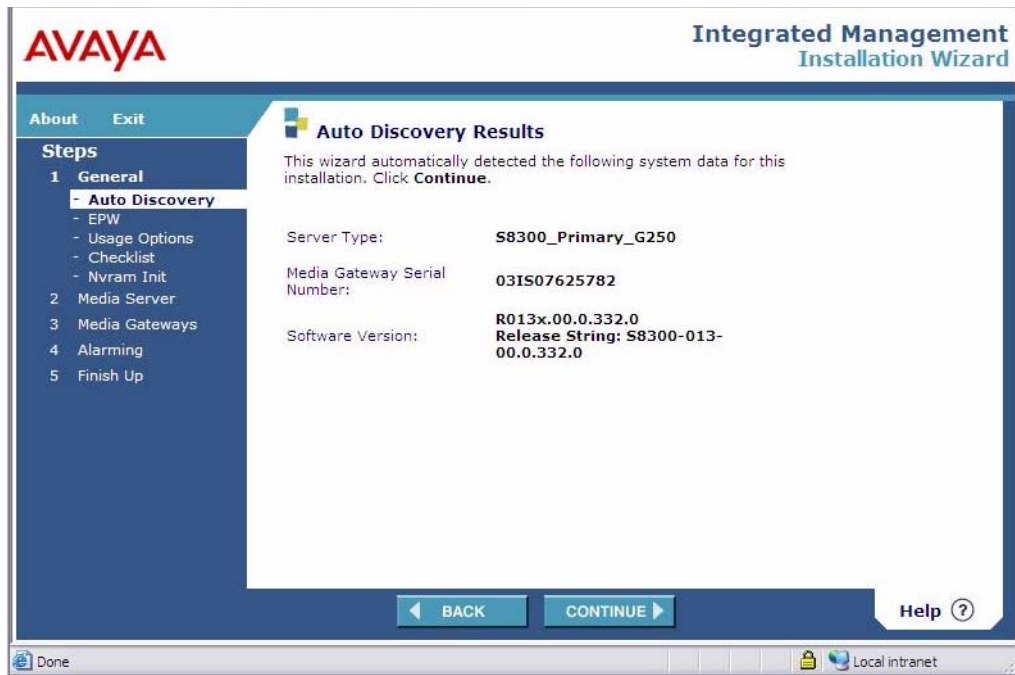 AVAYA
Integrated Management
Installation Wizard
About Exit
Steps
1 General
- Auto Discovery
- EPW
- Usage Options
- Checklist
- Nvram Init
2 Media Server
3 Media Gateways
4 Alarming
5 Finish Up
Auto Discovery Results
This wizard automatically detected the following system data for this
installation. Click Continue.
Server Type: S8300_Primary_G250
Media Gateway Serial
Number: 03IS07625782
Software Version: R013x.00.0.332.0
Release String: S8300-013-
00.0.332.0
BACK CONTINUE
Help ?
Done Local intranet